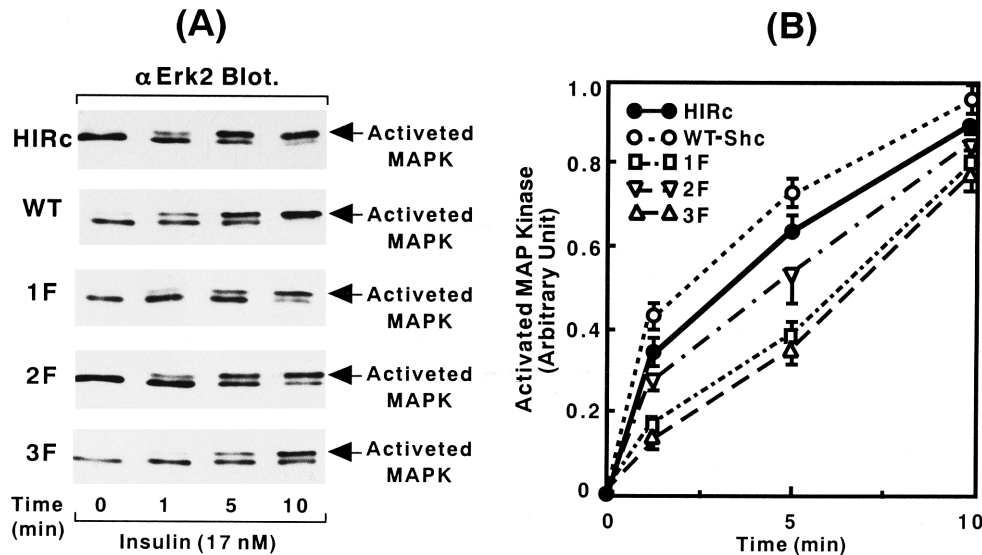 (A)
α Erk2 Blot.
HIRc
Activeted
MAPK
WT
Activeted
MAPK
1F
Activeted
MAPK
2F
Activeted
MAPK
3F
Activeted
MAPK
Time
(min)
0 1 5 10
Insulin (17 nM)
(B)
Activated MAP Kinase
(Arbitrary Unit)
1.0
0.8
0.6
0.4
0.2
0
HIRc
WT-Shc
1F
2F
3F
0 5 10
Time (min)